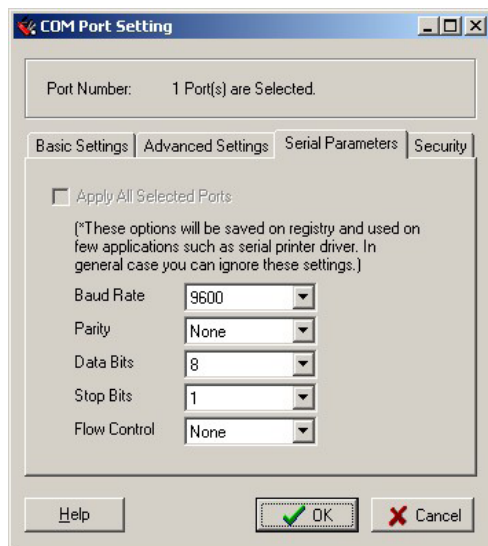 COM Port Setting
Port Number: 1 Port(s) are Selected.
Basic Settings Advanced Settings Serial Parameters Security
Apply All Selected Ports
(*These options will be saved on registry and used on
few applications such as serial printer driver. In
general case you can ignore these settings.)
Baud Rate 9600
Parity None
Data Bits 8
Stop Bits 1
Flow Control None
Help OK Cancel